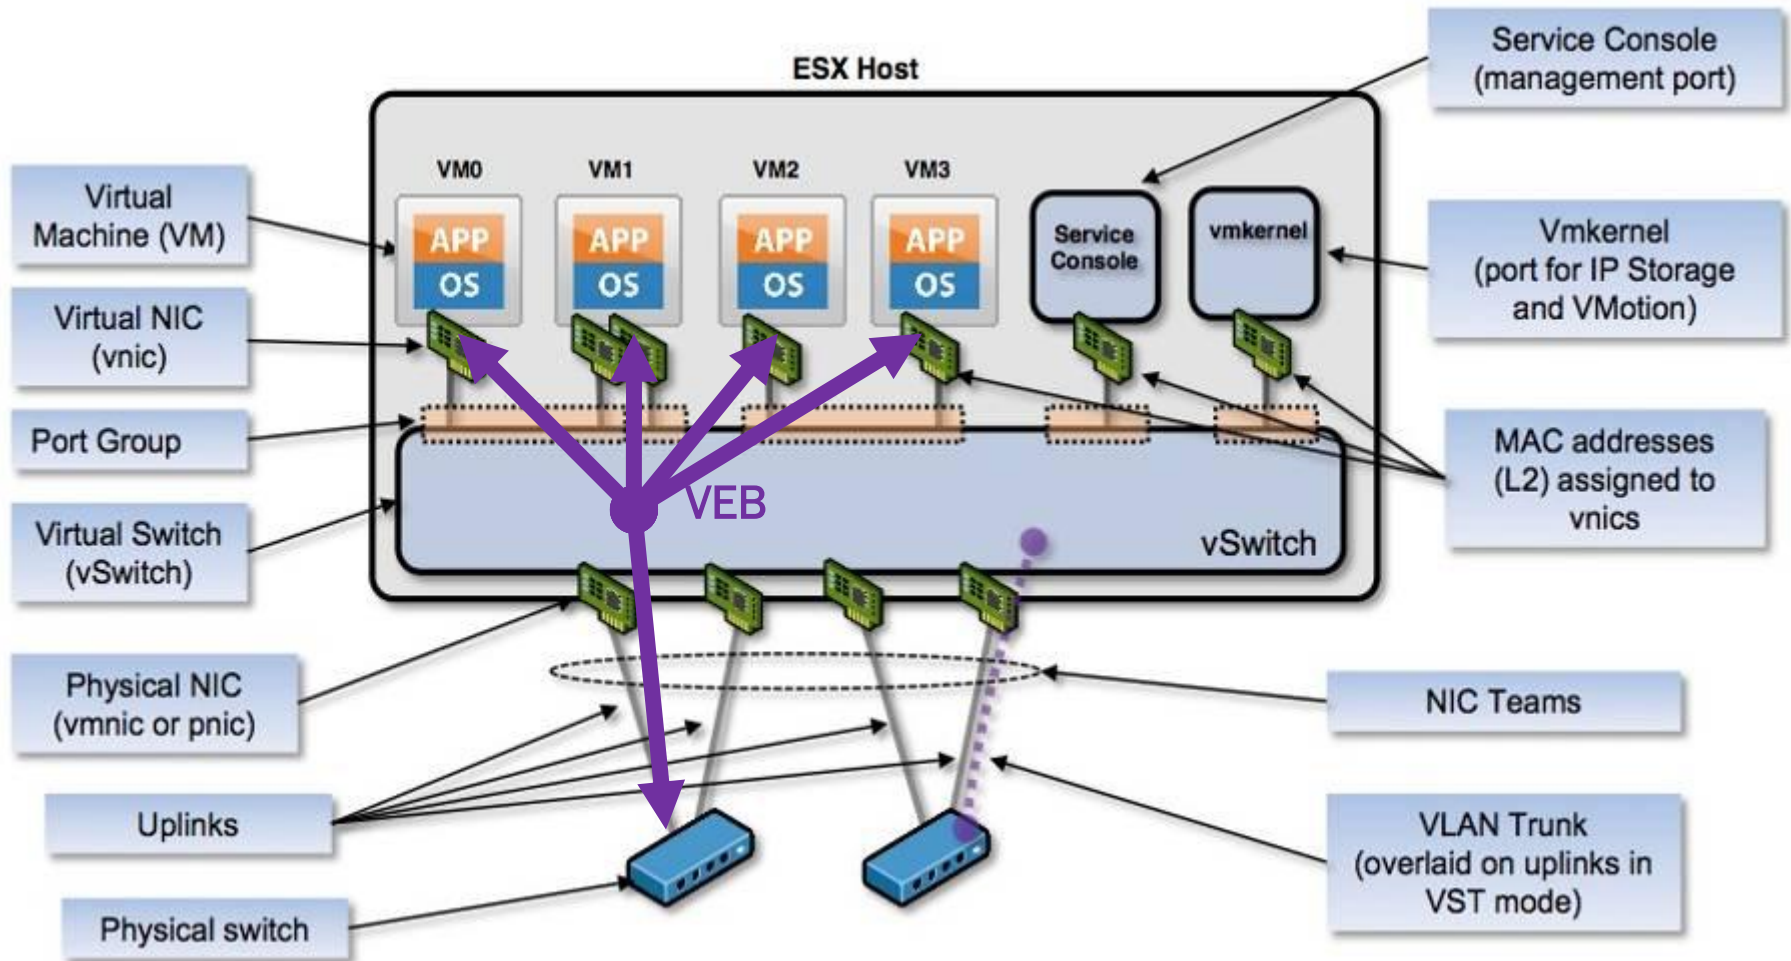 ESX Host
Service Console
(management port)
VM0
VM1
VM2
VM3
Virtual
Machine (VM)
APP
OS
APP
OS
APP
OS
APP
OS
Service
Console
vmkernel
Vmkernel
(port for IP Storage
and VMotion)
Virtual NIC
(vnic)
Port Group
MAC addresses
(L2) assigned to
vnics
VEB
vSwitch
Virtual Switch
(vSwitch)
Physical NIC
(vmnic or pnic)
NIC Teams
Uplinks
VLAN Trunk
(overlaid on uplinks in
VST mode)
Physical switch